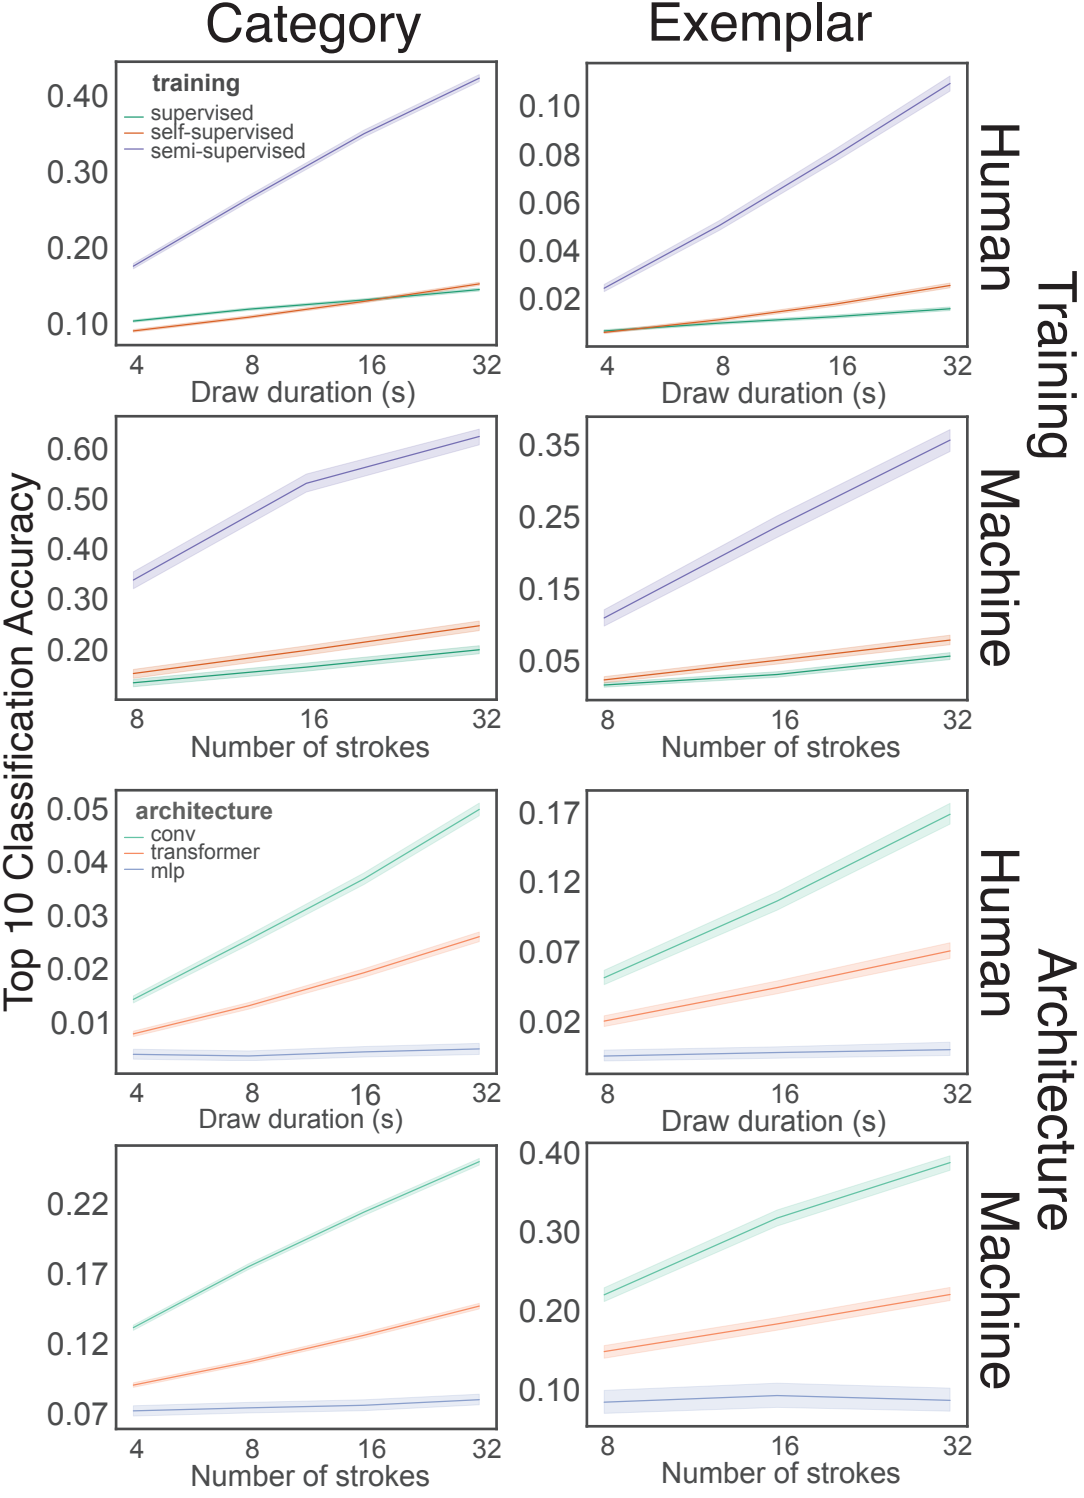 Category
Exemplar
training
supervised
self-supervised
semi-supervised
0.40
0.30
0.20
0.10
4 8 16 32
Draw duration (s)
0.10
0.08
0.06
0.04
0.02
4 8 16 32
Draw duration (s)
Human
0.60
0.50
0.40
0.30
0.20
8 16 32
Number of strokes
0.35
0.25
0.15
0.05
8 16 32
Number of strokes
Machine
Training
Top 10 Classification Accuracy
architecture
conv
transformer
mlp
0.05
0.04
0.03
0.02
0.01
4 8 16 32
Draw duration (s)
0.17
0.12
0.07
0.02
8 16 32
Draw duration (s)
Human
0.22
0.17
0.12
0.07
4 8 16 32
Number of strokes
0.40
0.30
0.20
0.10
8 16 32
Number of strokes
Machine
Architecture